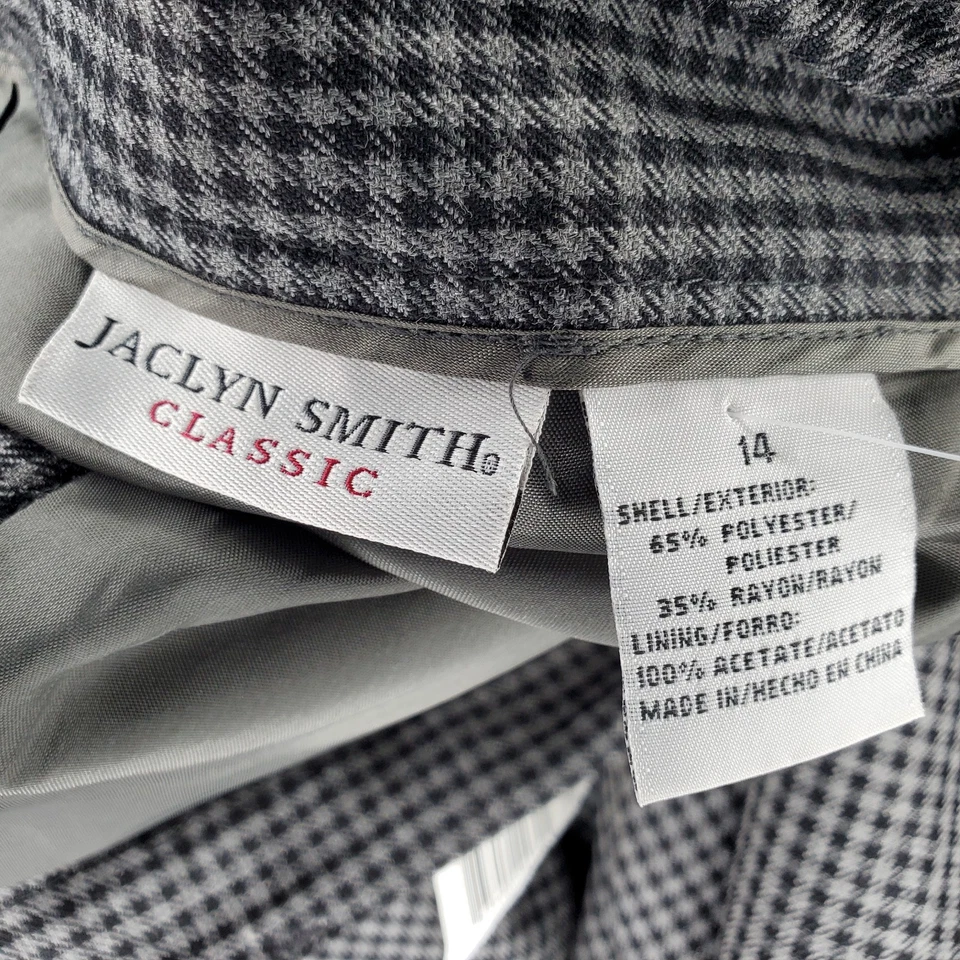 JACLYN SMITH®
CLASSIC
14
SHELL/EXTERIOR:
65% POLYESTER/
POLIESTER
35% RAYON/RAYON
LINING/FORRO:
100% ACETATE/ACETATO
MADE IN/HECHO EN CHINA